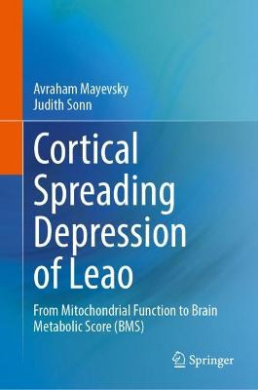 Avraham Mayevsky
Judith Sonn
Cortical
Spreading
Depression
of Leao
From Mitochondrial Function to Brain
Metabolic Score (BMS)
Springer